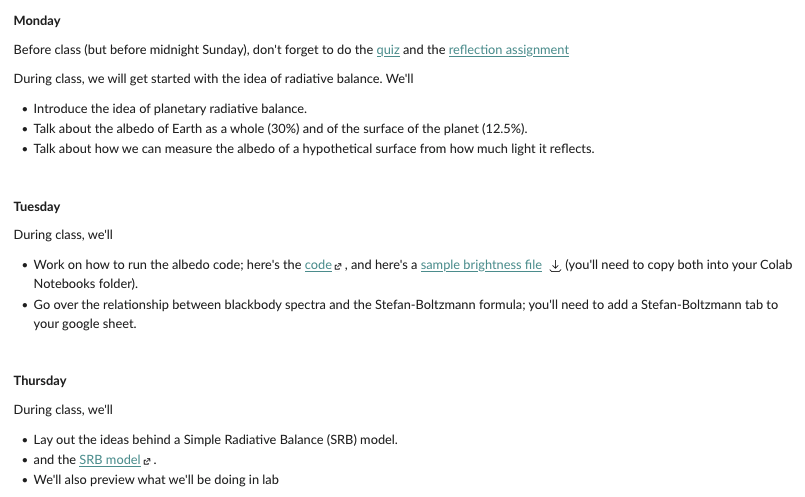 Monday
Before class (but before midnight Sunday), don't forget to do the quiz and the reflection assignment
During class, we will get started with the idea of radiative balance. We'll
• Introduce the idea of planetary radiative balance.
• Talk about the albedo of Earth as a whole (30%) and of the surface of the planet (12.5%).
• Talk about how we can measure the albedo of a hypothetical surface from how much light it reflects.
Tuesday
During class, we'll
• Work on how to run the albedo code; here's the code , and here's a sample brightness file (you'll need to copy both into your Colab
Notebooks folder).
• Go over the relationship between blackbody spectra and the Stefan-Boltzmann formula; you'll need to add a Stefan-Boltzmann tab to
your google sheet.
Thursday
During class, we'll
• Lay out the ideas behind a Simple Radiative Balance (SRB) model.
• and the SRB model .
• We'll also preview what we'll be doing in lab